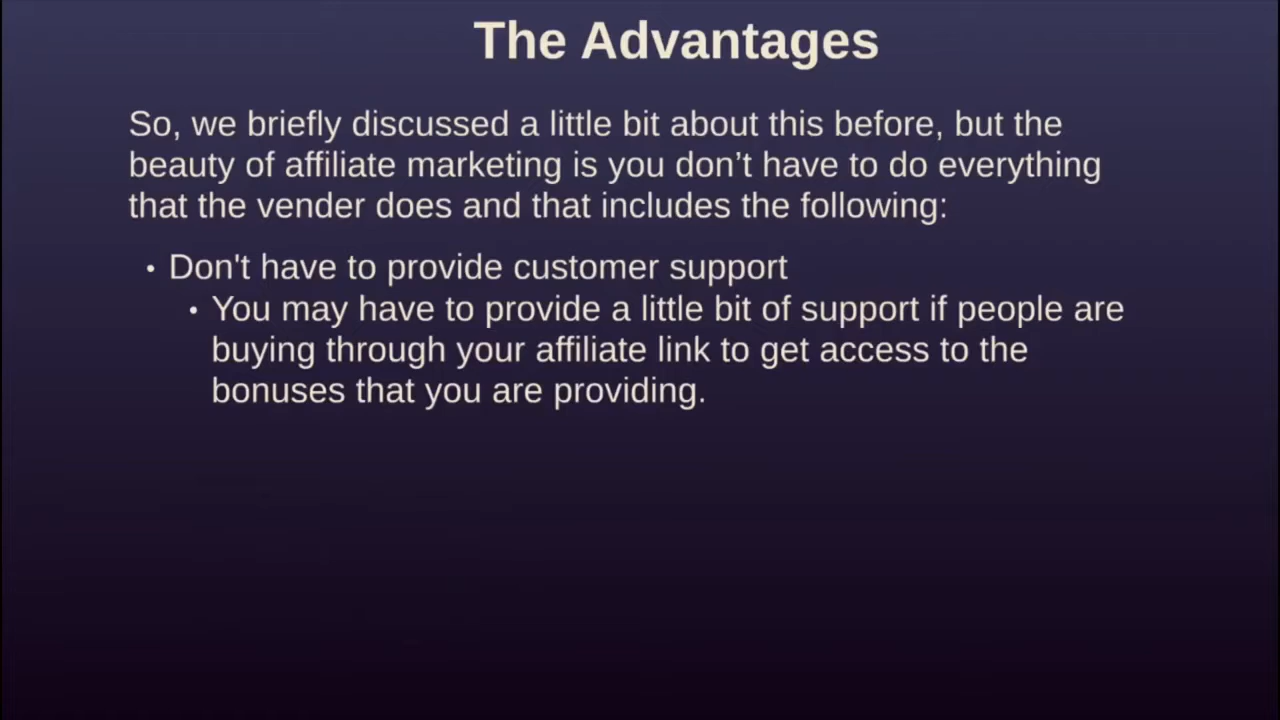 The Advantages
So, we briefly discussed a little bit about this before, but the
beauty of affiliate marketing is you don’t have to do everything
that the vender does and that includes the following:
• Don't have to provide customer support
• You may have to provide a little bit of support if people are
buying through your affiliate link to get access to the
bonuses that you are providing.